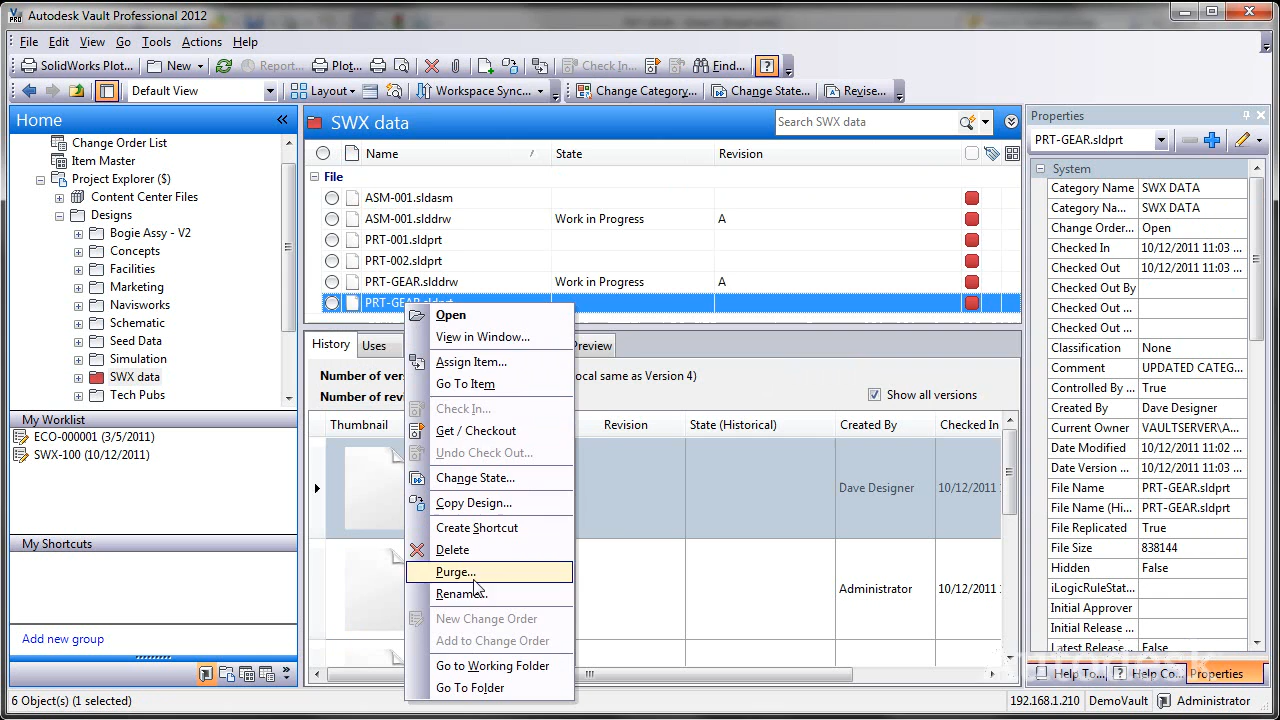 Autodesk Vault Professional 2012
File Edit View Go Tools Actions Help
SolidWorks Plot... New Report... Plot... Check In... Find...
Default View Layout Workspace Sync... Change Category... Change State... Revise...
Home
Change Order List
Item Master
Project Explorer ($)
Content Center Files
Designs
Bogie Assy - V2
Concepts
Facilities
Marketing
Navisworks
Schematic
Seed Data
Simulation
SWX data
Tech Pubs
My Worklist
ECO-000001 (3/5/2011)
SWX-100 (10/12/2011)
My Shortcuts
Add new group
SWX data Search SWX data
Name State Revision
File
ASM-001.sldasm
ASM-001.slddrw Work in Progress A
PRT-001.sldprt
PRT-002.sldprt
PRT-GEAR.slddrw Work in Progress A
PRT-GEAR.sldprt
Open
View in Window...
Assign Item...
Go To Item
Check In...
Get / Checkout
Undo Check Out...
Change State...
Copy Design...
Create Shortcut
Delete
Purge...
Rename...
New Change Order
Add to Change Order
Go to Working Folder
Go To Folder
History Uses Preview
Number of ocal same as Version 4)
Number of Show all versions
Thumbnail Revision State (Historical) Created By Checked In
Dave Designer 10/12/2011
Administrator 10/12/2011
Properties
PRT-GEAR.sldprt
System
Category Name SWX DATA
Category Name SWX DATA
Change Order... Open
Checked In 10/12/2011 11:03 ...
Checked Out 10/12/2011 11:03 ...
Checked Out By
Checked Out ...
Checked Out ...
Classification None
Comment UPDATED CATEG...
Controlled By ... True
Created By Dave Designer
Current Owner VAULTSERVER\A...
Date Modified 10/12/2011 11:02 ...
Date Version ... 10/12/2011 11:03 ...
File Name PRT-GEAR.sldprt
File Name (Hi... PRT-GEAR.sldprt
File Replicated True
File Size 838144
Hidden False
iLogicRuleStat...
Initial Approver
Initial Release ...
Latest Release ... False
Help To... Help Co... Properties
6 Object(s) (1 selected) 192.168.1.210 DemoVault Administrator